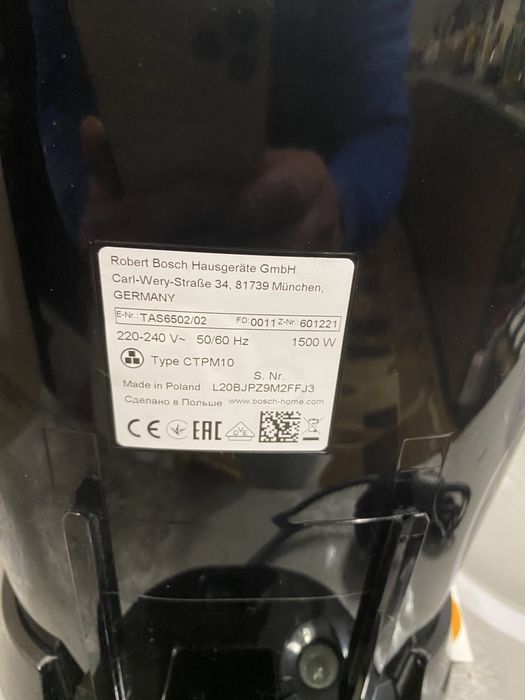 Robert Bosch Hausgeräte GmbH
Carl-Wery-Straße 34, 81739 München,
GERMANY
E-Nr.: TAS6502/02 FD: 0011 Z-Nr. 601221
220-240 V~ 50/60 Hz 1500 W
Type CTPM10
S. Nr.
Made in Poland L20BJPZ9M2FFJ3
Сделано в Польше www.bosch-home.com
CE EAC DVE